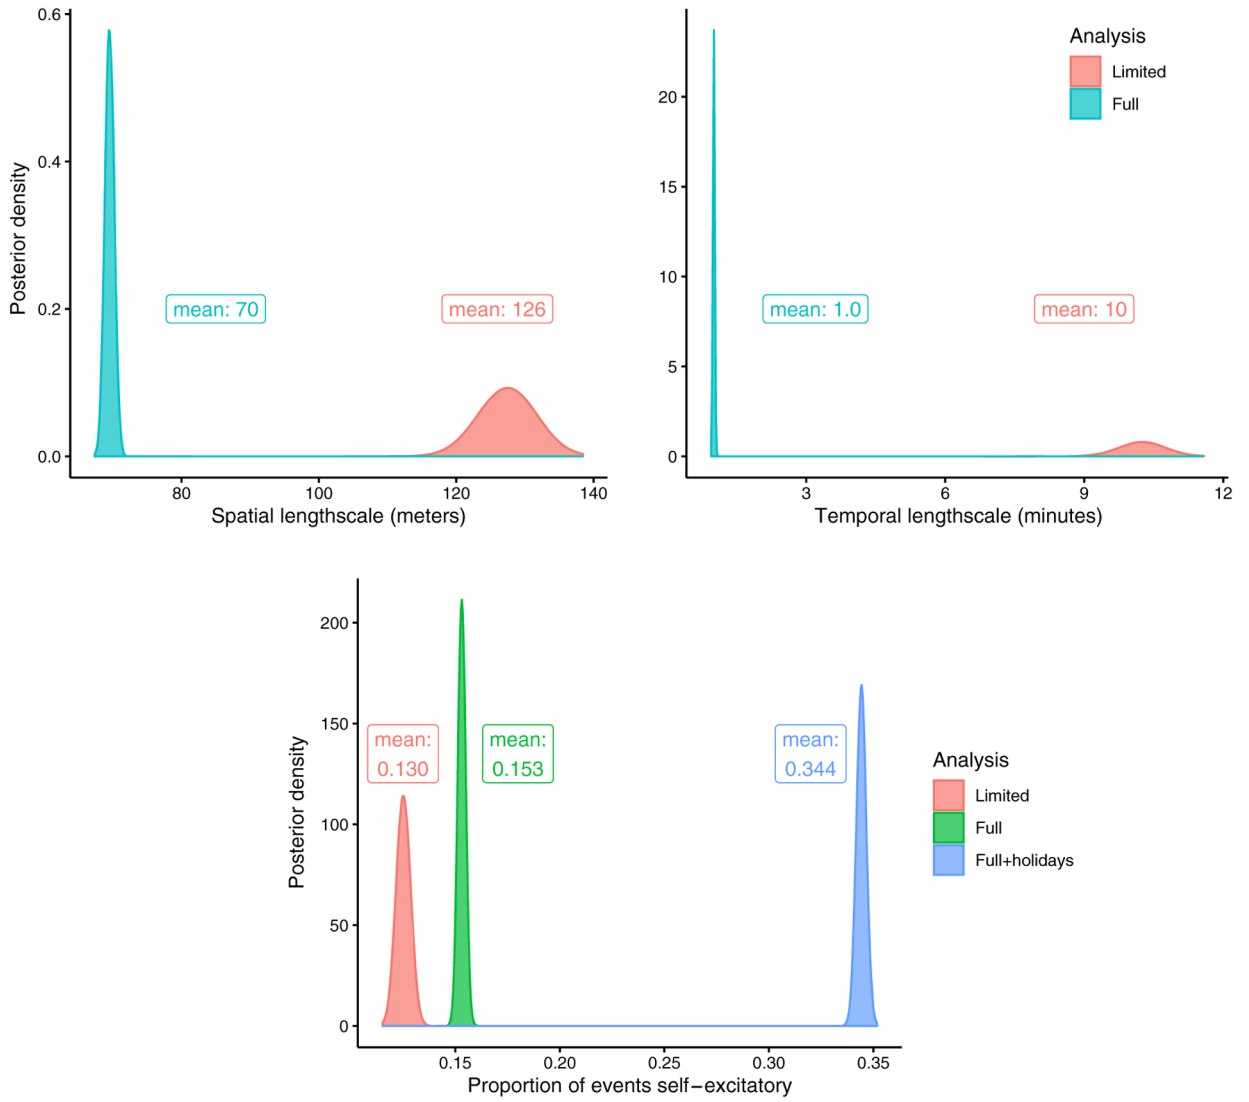 Posterior density
0.6
0.4
0.2
0.0
mean: 70
mean: 126
80
100
120
140
Spatial lengthscale (meters)
20
15
10
5
0
mean: 1.0
mean: 10
3
6
9
12
Temporal lengthscale (minutes)
Analysis
Limited
Full
Posterior density
200
150
100
50
0
mean:
0.130
mean:
0.153
mean:
0.344
0.15
0.20
0.25
0.30
0.35
Proportion of events self−excitatory
Analysis
Limited
Full
Full+holidays